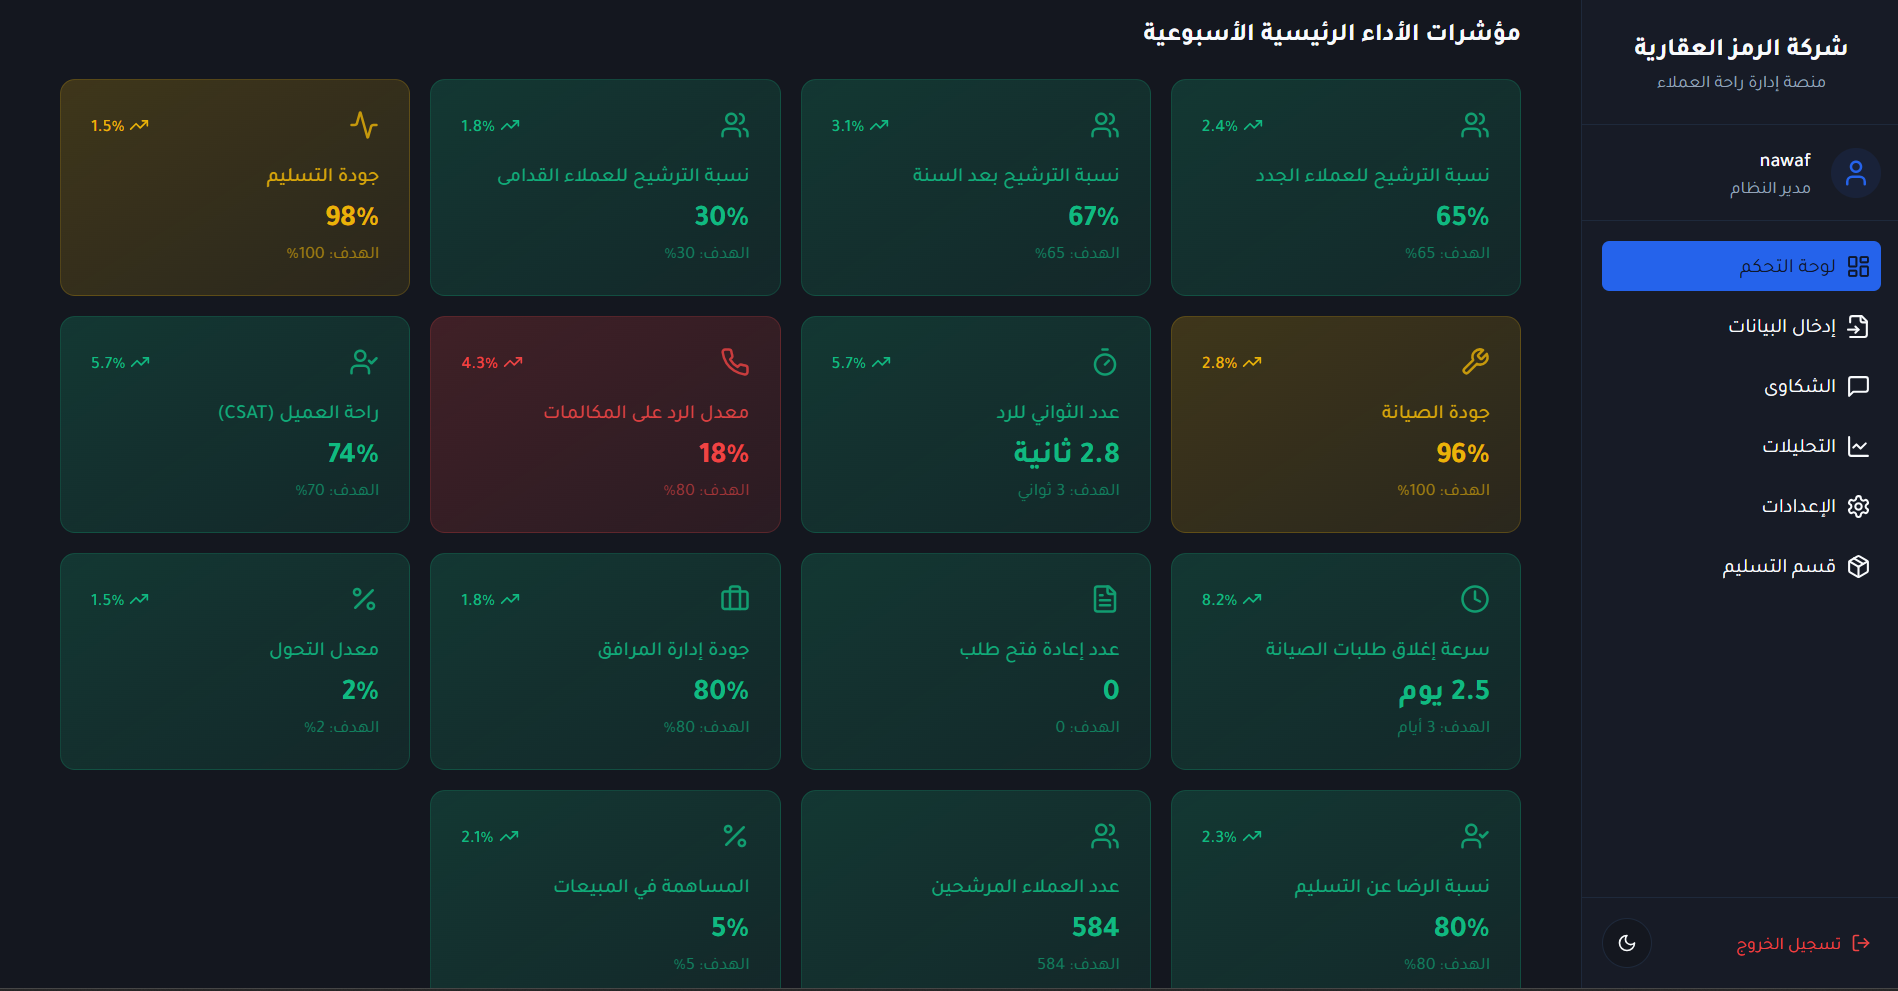 شركة الرمز العقارية
منصة إدارة راحة العملاء
nawaf
مدير النظام
لوحة التحكم
إدخال البيانات
الشكاوى
التحليلات
الإعدادات
قسم التسليم
تسجيل الخروج
مؤشرات الأداء الرئيسية الأسبوعية
2.4%
نسبة الترشيح للعملاء الجدد
65%
الهدف: 65%
3.1%
نسبة الترشيح بعد السنة
67%
الهدف: 65%
1.8%
نسبة الترشيح للعملاء القدامى
30%
الهدف: 30%
1.5%
جودة التسليم
98%
الهدف: 100%
2.8%
جودة الصيانة
96%
الهدف: 100%
5.7%
عدد الثواني للرد
2.8 ثانية
الهدف: 3 ثواني
4.3%
معدل الرد على المكالمات
18%
الهدف: 80%
5.7%
راحة العميل (CSAT)
74%
الهدف: 70%
8.2%
سرعة إغلاق طلبات الصيانة
2.5 يوم
الهدف: 3 أيام
عدد إعادة فتح طلب
0
الهدف: 0
1.8%
جودة إدارة المرافق
80%
الهدف: 80%
1.5%
معدل التحول
2%
الهدف: 2%
2.3%
نسبة الرضا عن التسليم
80%
الهدف: 80%
عدد العملاء المرشحين
584
الهدف: 584
2.1%
المساهمة في المبيعات
5%
الهدف: 5%